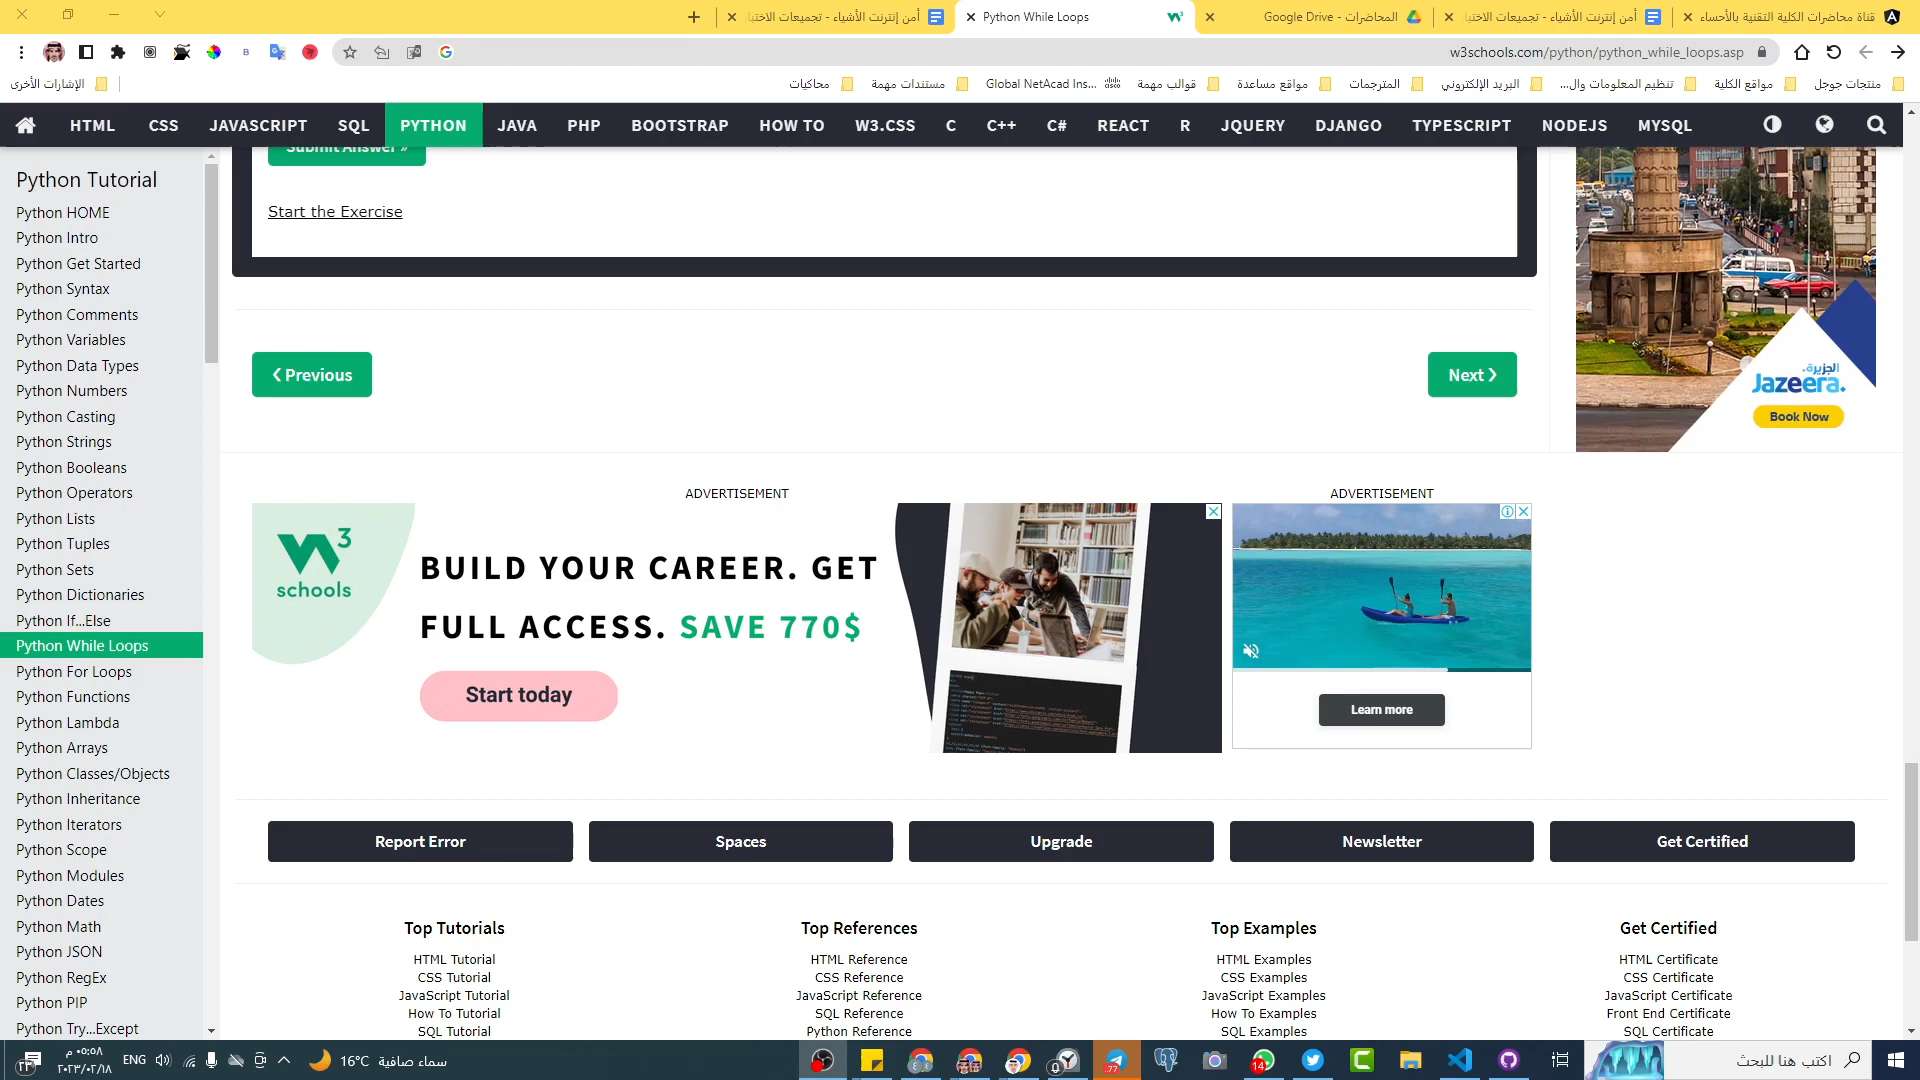 أمن إنترنت الأشياء - تجميعات الاختبا
Python While Loops
المحاضرات - Google Drive
أمن إنترنت الأشياء - تجميعات الاختبا
قناة محاضرات الكلية التقنية بالأحساء
w3schools.com/python/python_while_loops.asp
الإشارات الأخرى
محاكيات
مستندات مهمة
Global NetAcad Ins...
قوالب مهمة
مواقع مساعدة
المترجمات
البريد الإلكتروني
تنظيم المعلومات وال...
مواقع الكلية
منتجات جوجل
HTML CSS JAVASCRIPT SQL PYTHON JAVA PHP BOOTSTRAP HOW TO W3.CSS C C++ C# REACT R JQUERY DJANGO TYPESCRIPT NODEJS MYSQL
Python Tutorial
Python HOME
Python Intro
Python Get Started
Python Syntax
Python Comments
Python Variables
Python Data Types
Python Numbers
Python Casting
Python Strings
Python Booleans
Python Operators
Python Lists
Python Tuples
Python Sets
Python Dictionaries
Python If...Else
Python While Loops
Python For Loops
Python Functions
Python Lambda
Python Arrays
Python Classes/Objects
Python Inheritance
Python Iterators
Python Scope
Python Modules
Python Dates
Python Math
Python JSON
Python RegEx
Python PIP
Python Try...Except
Submit Answer »
Start the Exercise
❮ Previous
Next ❯
الجزيرة.
Jazeera.
Book Now
ADVERTISEMENT
W3 schools
BUILD YOUR CAREER. GET
FULL ACCESS. SAVE 770$
Start today
ADVERTISEMENT
Learn more
Report Error
Spaces
Upgrade
Newsletter
Get Certified
Top Tutorials
HTML Tutorial
CSS Tutorial
JavaScript Tutorial
How To Tutorial
SQL Tutorial
Top References
HTML Reference
CSS Reference
JavaScript Reference
SQL Reference
Python Reference
Top Examples
HTML Examples
CSS Examples
JavaScript Examples
How To Examples
SQL Examples
Get Certified
HTML Certificate
CSS Certificate
JavaScript Certificate
Front End Certificate
SQL Certificate
٠٥:٥٨ م
٢٠٢٣/٠٢/١٨
ENG
16°C سماء صافية
اكتب هنا للبحث